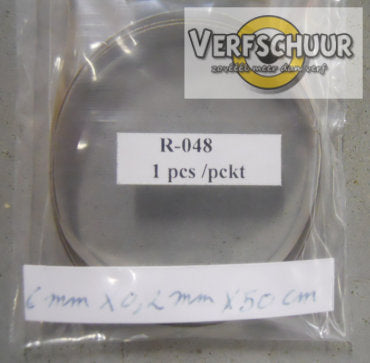 VERFSCHUUR
zoveel meer dan verf
R-048
1 pcs /pckt
6 mm x 0,2 mm x 50 cm